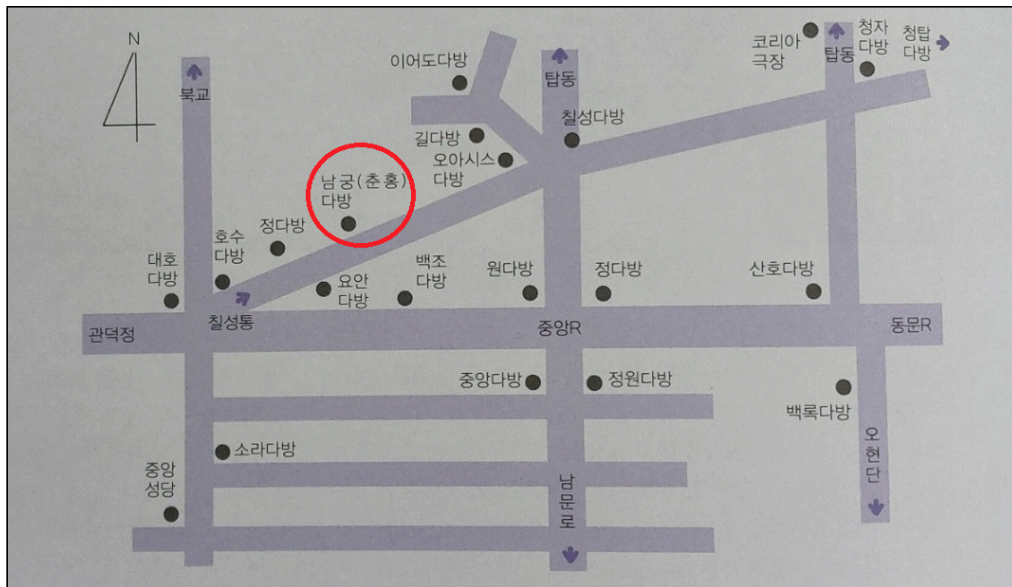 N
북교
이어도
다방
탑동
코리아
극장
탑동
청자
다방
청탑
다방
칠성다방
길다방
오아시스
다방
남궁(춘홍)
다방
정다방
호수
다방
대호
다방
요안
다방
백조
다방
원다방
정다방
산호다방
관덕정
칠성통
중앙R
동문R
중앙다방
정원다방
백록다방
오현단
소라다방
중앙
성당
남문로